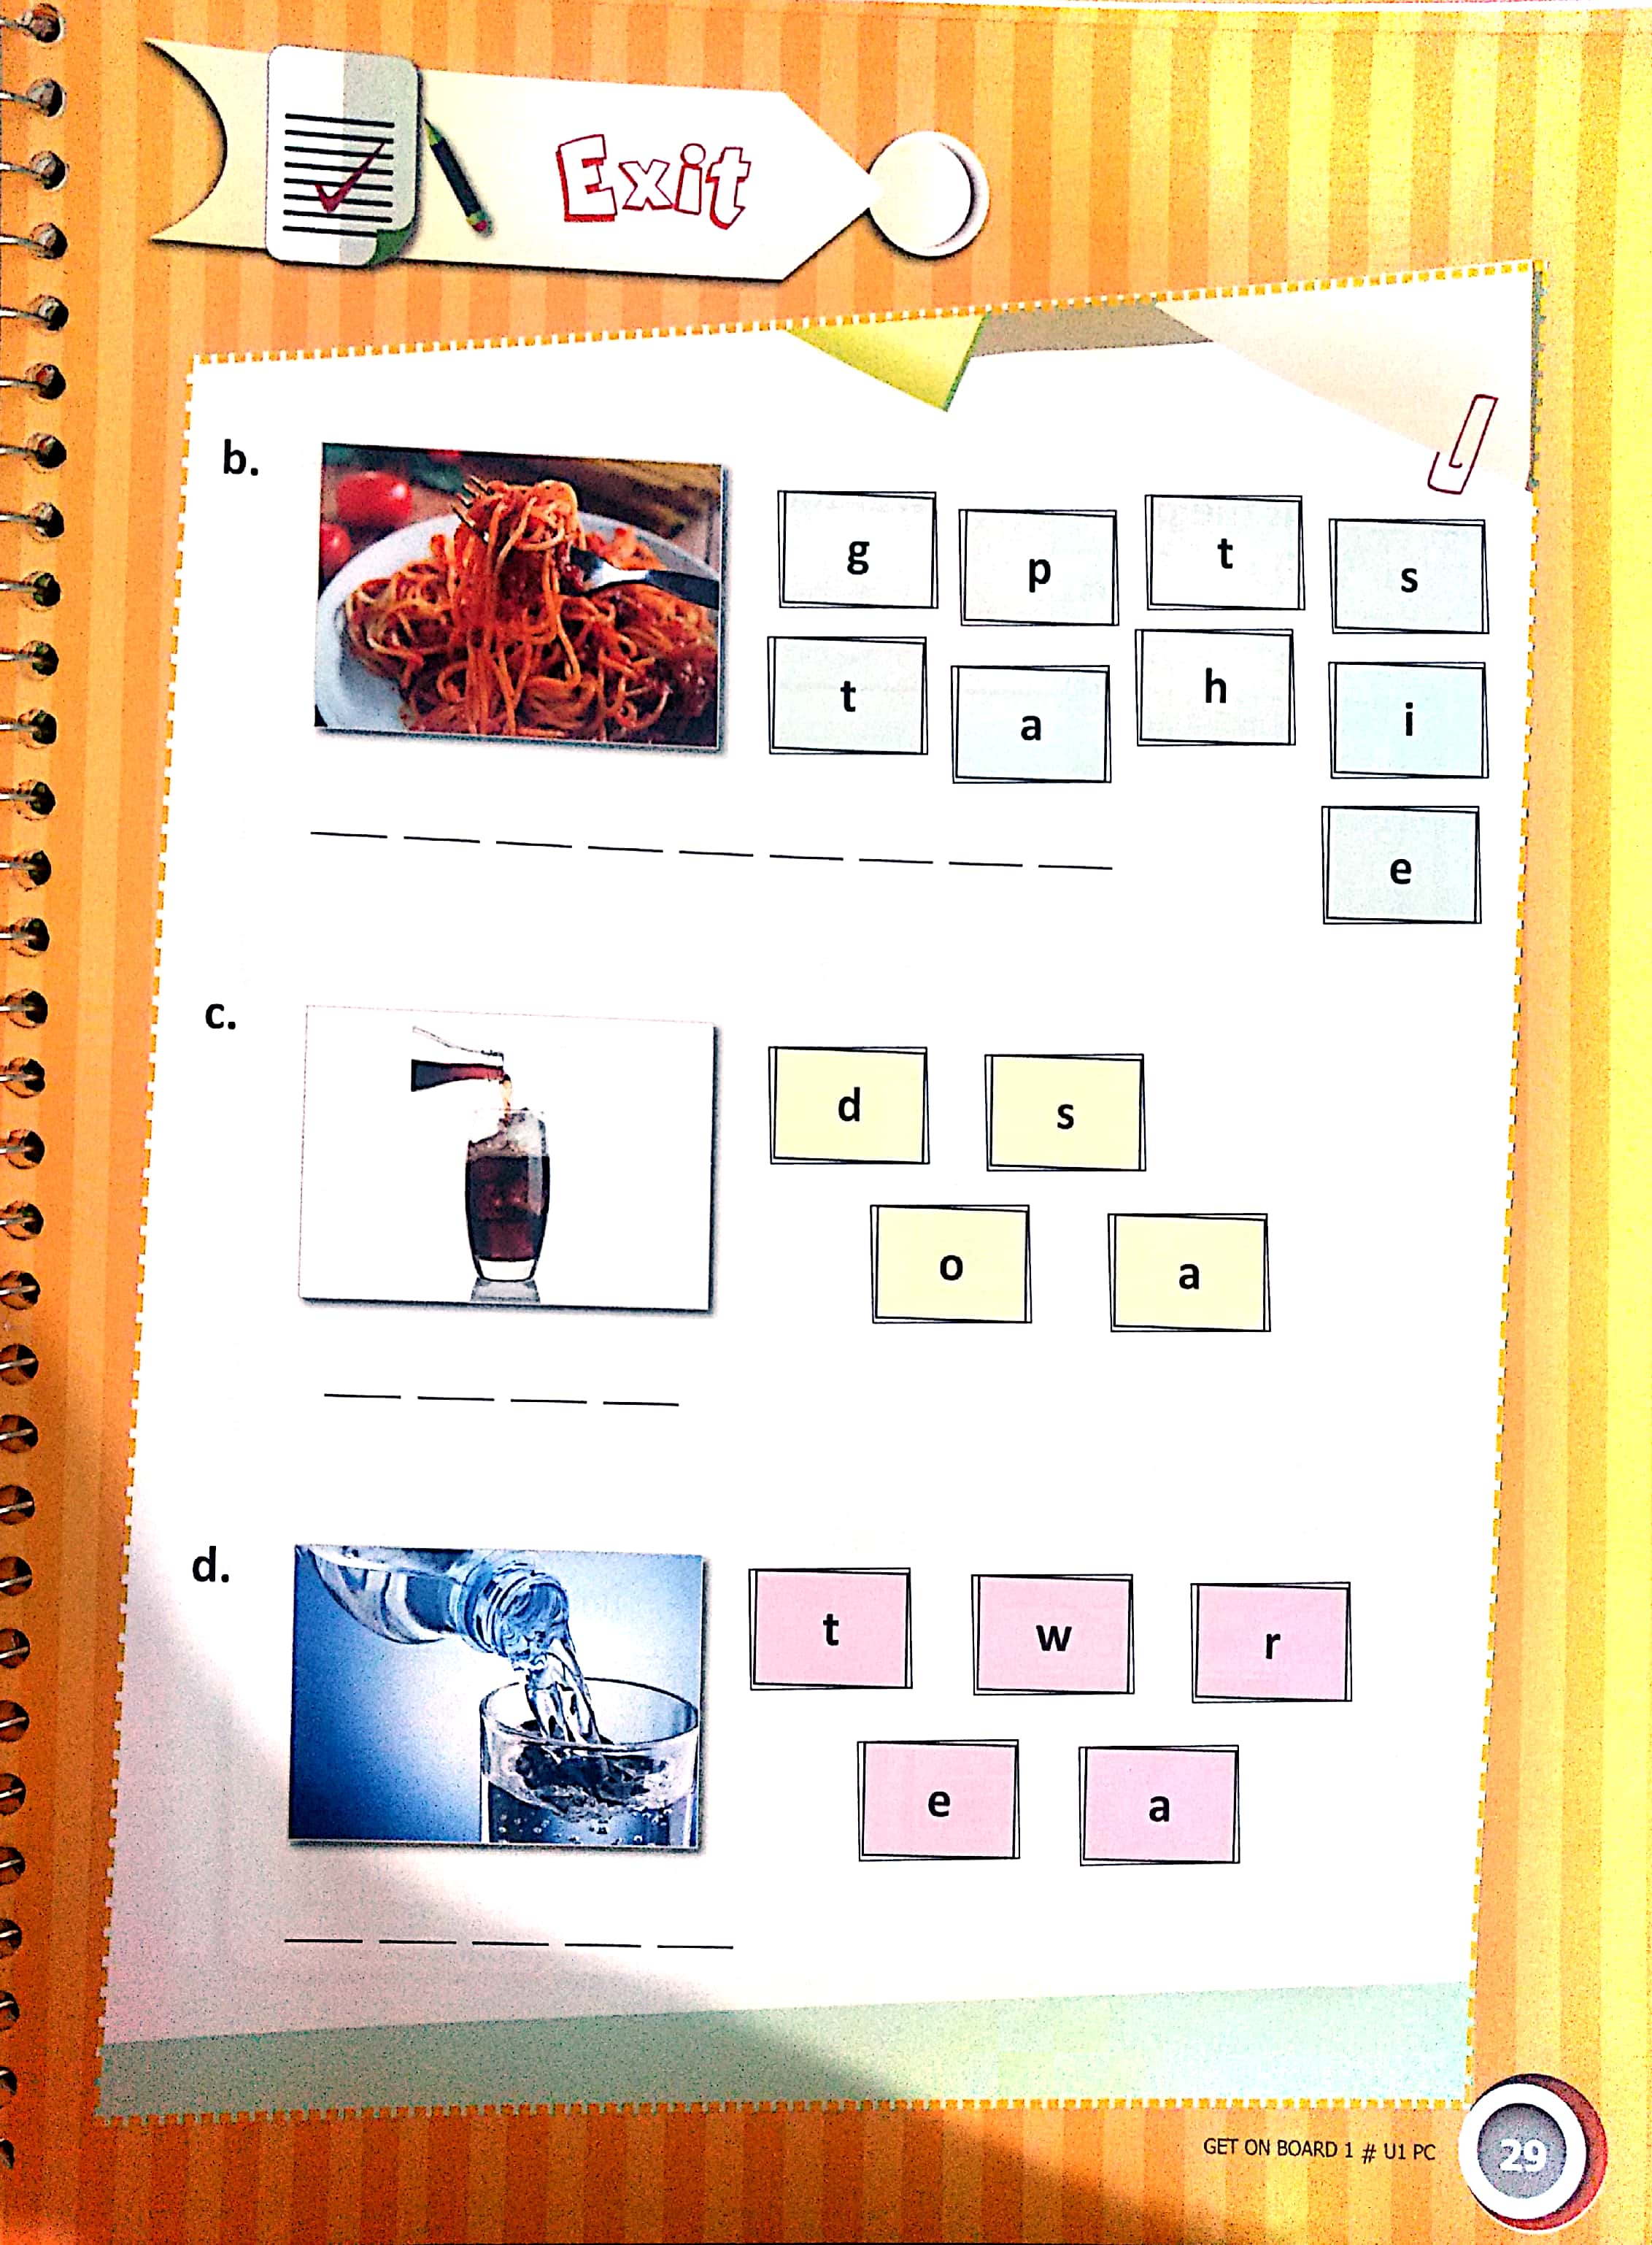 Exit
b.
g p t s
t a h i
e
c.
d s
o a
d.
t w r
e a
GET ON BOARD 1 # U1 PC
29